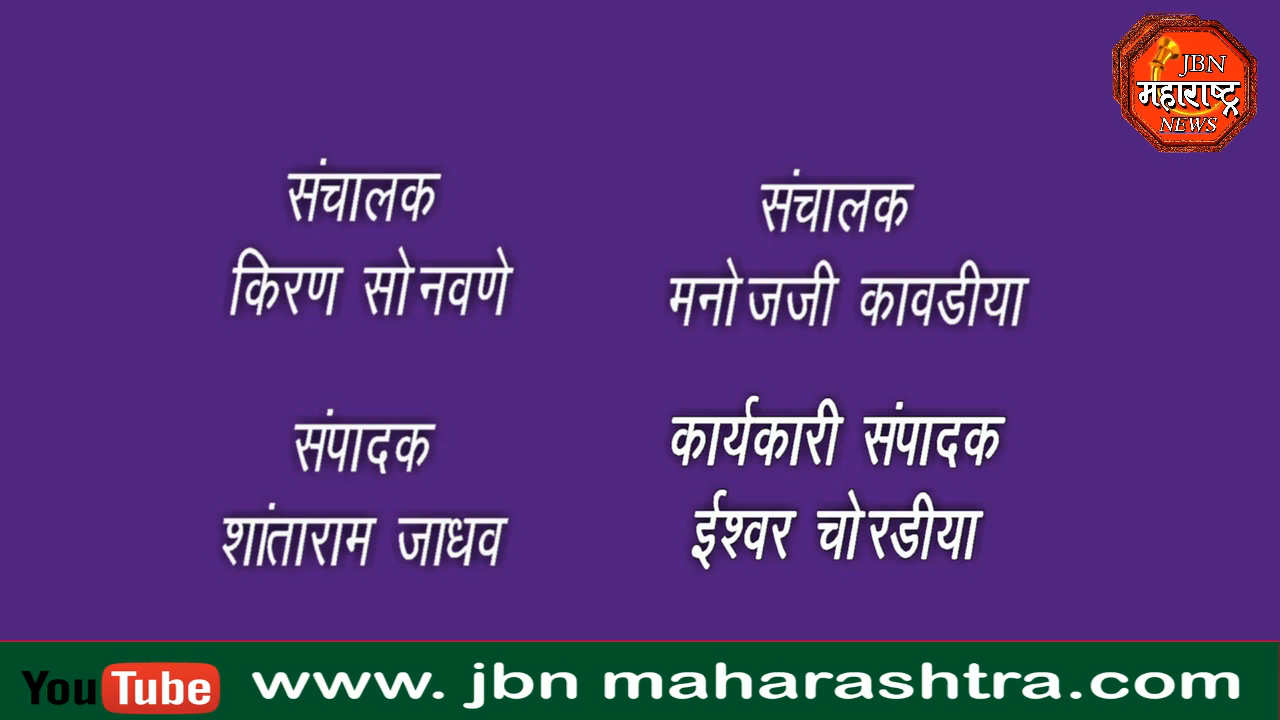 JBN
महाराष्ट्र
NEWS
संचालक
किरण सोनवणे
संचालक
मनोजजी कावडीया
संपादक
शांताराम जाधव
कार्यकारी संपादक
ईश्वर चोरडीया
YouTube www. jbn maharashtra.com